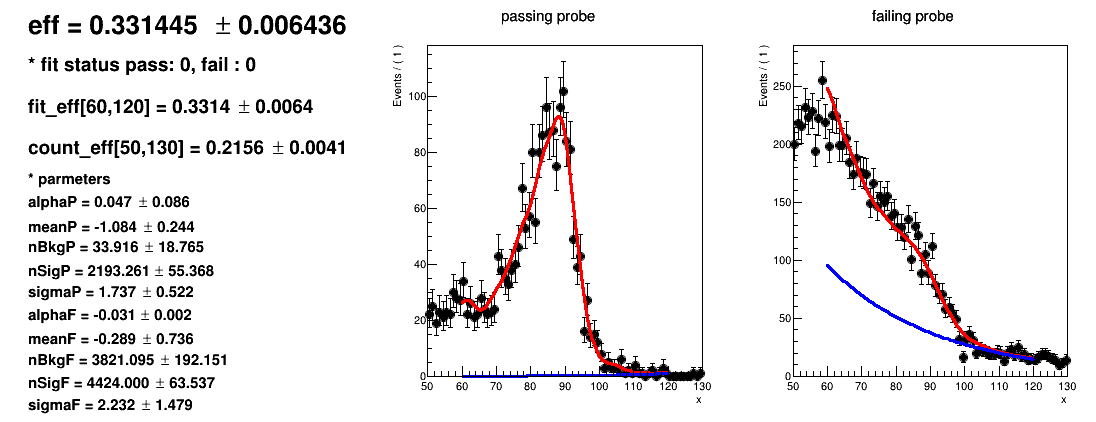 eff = 0.331445 ± 0.006436
* fit status pass: 0, fail : 0
fit_eff[60,120] = 0.3314 ± 0.0064
count_eff[50,130] = 0.2156 ± 0.0041
* parmeters
alphaP = 0.047 ± 0.086
meanP = -1.084 ± 0.244
nBkgP = 33.916 ± 18.765
nSigP = 2193.261 ± 55.368
sigmaP = 1.737 ± 0.522
alphaF = -0.031 ± 0.002
meanF = -0.289 ± 0.736
nBkgF = 3821.095 ± 192.151
nSigF = 4424.000 ± 63.537
sigmaF = 2.232 ± 1.479
passing probe
Events / ( 1 )
100
80
60
40
20
0
50 60 70 80 90 100 110 120 130
x
failing probe
Events / ( 1 )
250
200
150
100
50
0
50 60 70 80 90 100 110 120 130
x